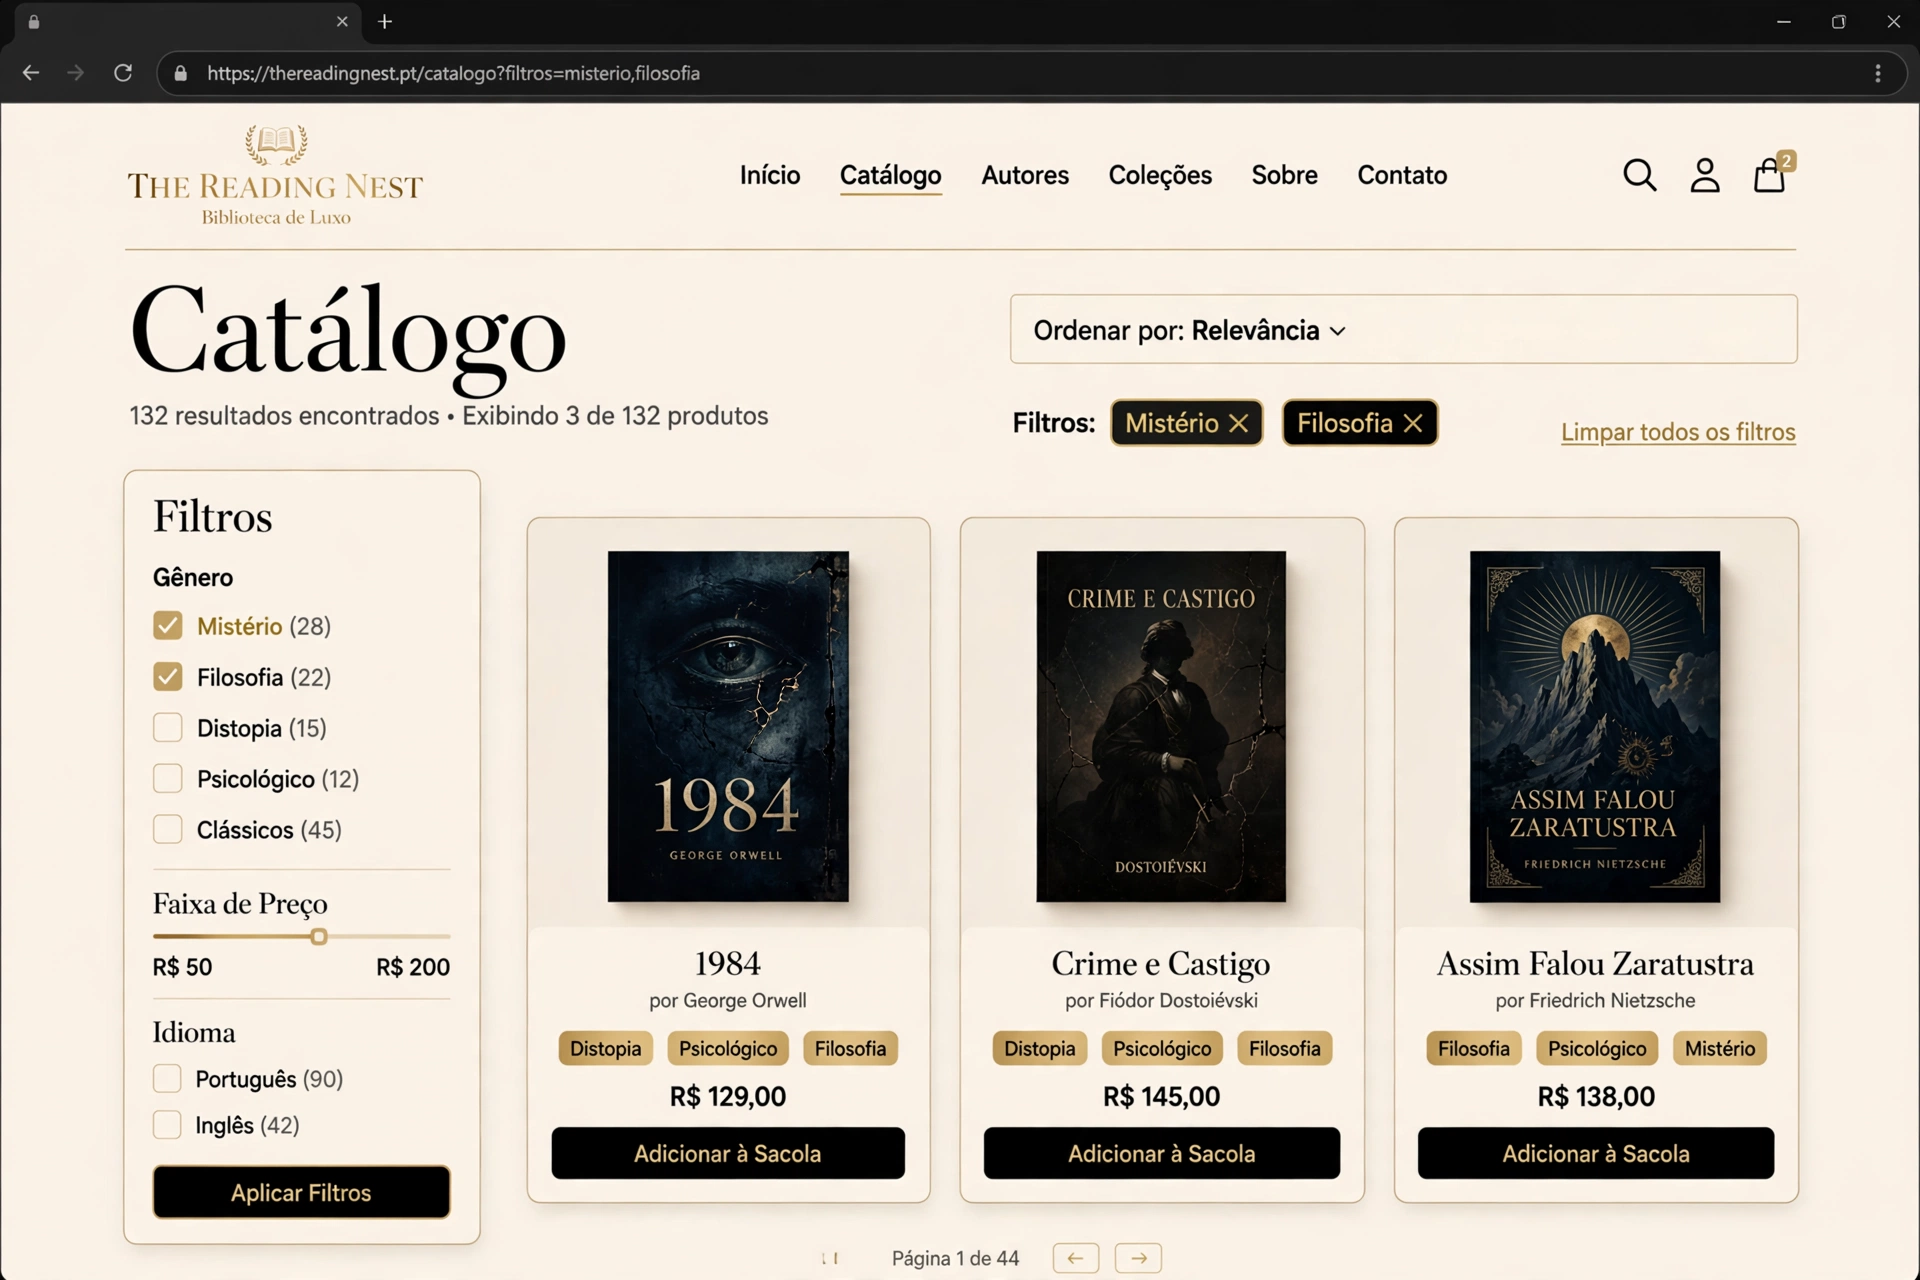 https://thereadingnest.pt/catalogo?filtros=misterio,filosofia
THE READING NEST
Biblioteca de Luxo
Início Catálogo Autores Coleções Sobre Contato
2
Catálogo
132 resultados encontrados • Exibindo 3 de 132 produtos
Ordenar por: Relevância
Filtros: Mistério Filosofia
Limpar todos os filtros
Filtros
Gênero
Mistério (28)
Filosofia (22)
Distopia (15)
Psicológico (12)
Clássicos (45)
Faixa de Preço
R$ 50 R$ 200
Idioma
Português (90)
Inglês (42)
Aplicar Filtros
1984
GEORGE ORWELL
1984
por George Orwell
Distopia Psicológico Filosofia
R$ 129,00
Adicionar à Sacola
CRIME E CASTIGO
DOSTOIÉVSKI
Crime e Castigo
por Fiódor Dostoiévski
Distopia Psicológico Filosofia
R$ 145,00
Adicionar à Sacola
ASSIM FALOU
ZARATUSTRA
FRIEDRICH NIETZSCHE
Assim Falou Zaratustra
por Friedrich Nietzsche
Filosofia Psicológico Mistério
R$ 138,00
Adicionar à Sacola
Página 1 de 44